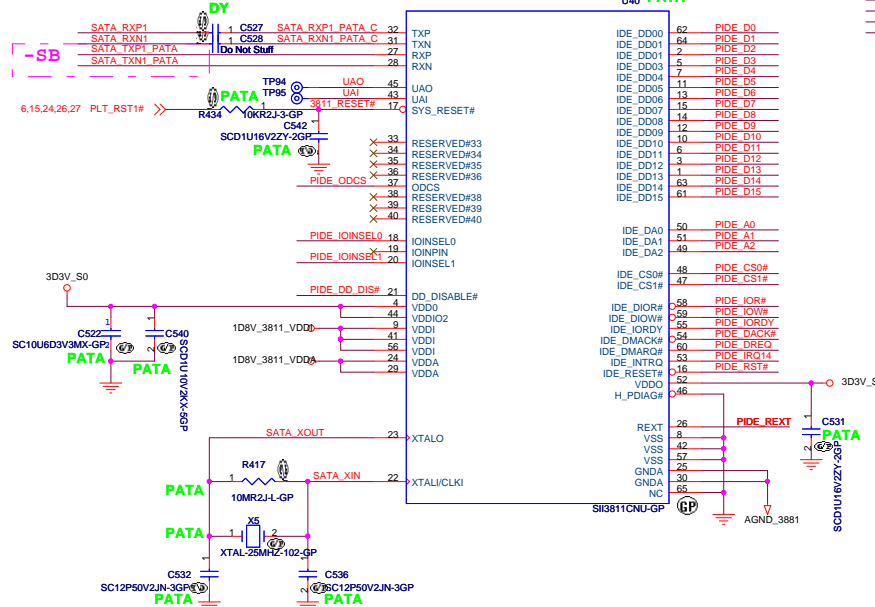 DY
U40 PATA
SATA_RXP1
C527
SATA_RXP1_PATA_C
32
TXP
SATA_RXN1
C528
SATA_RXN1_PATA_C
31
TXN
-SB
SATA_TXP1_PATA
Do Not Stuff
27
RXP
SATA_TXN1_PATA
28
RXN
TP94
UAO
45
UAO
TP95
UAI
43
UAI
6,15,24,26,27
PLT_RST1#
PATA
3811_RESET#
17
SYS_RESET#
R434
1
10KR2J-3-GP
C542
SCD1U16V2ZY-2GP
PATA
33
RESERVED#33
34
RESERVED#34
35
RESERVED#35
36
RESERVED#36
PIDE_ODCS
37
ODCS
38
RESERVED#38
39
RESERVED#39
40
RESERVED#40
PIDE_IOINSEL0
18
IOINSEL0
19
IOINPIN
PIDE_IOINSEL1
20
IOINSEL1
3D3V_S0
PIDE_DD_DIS#
21
DD_DISABLE#
4
VDD0
44
VDDIO2
1D8V_3811_VDDI
9
VDDI
41
VDDI
56
VDDI
1D8V_3811_VDDA
24
VDDA
29
VDDA
C522
SC10U6D3V3MX-GP
PATA
C540
SCD1U10V2KX-5GP
PATA
SATA_XOUT
23
XTALO
R417
1
10MR2J-L-GP
PATA
SATA_XIN
22
XTALI/CLKI
PATA
X5
1
2
XTAL-25MHZ-102-GP
C532
SC12P50V2JN-3GP
PATA
C536
SC12P50V2JN-3GP
PATA
IDE_DD00
62
PIDE_D0
IDE_DD01
64
PIDE_D1
IDE_DD01
2
PIDE_D2
IDE_DD03
5
PIDE_D3
IDE_DD04
7
PIDE_D4
IDE_DD05
11
PIDE_D5
IDE_DD06
13
PIDE_D6
IDE_DD07
15
PIDE_D7
IDE_DD08
14
PIDE_D8
IDE_DD09
12
PIDE_D9
IDE_DD10
10
PIDE_D10
IDE_DD11
6
PIDE_D11
IDE_DD12
3
PIDE_D12
IDE_DD13
1
PIDE_D13
IDE_DD14
63
PIDE_D14
IDE_DD15
61
PIDE_D15
IDE_DA0
50
PIDE_A0
IDE_DA1
51
PIDE_A1
IDE_DA2
49
PIDE_A2
IDE_CS0#
48
PIDE_CS0#
IDE_CS1#
47
PIDE_CS1#
IDE_DIOR#
58
PIDE_IOR#
IDE_DIOW#
59
PIDE_IOW#
IDE_IORDY
55
PIDE_IORDY
IDE_DMACK#
54
PIDE_DACK#
IDE_DMARQ#
60
PIDE_DREQ
IDE_INTRQ
53
PIDE_IRQ14
IDE_RESET#
16
PIDE_RST#
VDDO
52
3D3V_S
H_PDIAG#
46
REXT
26
PIDE_REXT
VSS
8
VSS
42
VSS
57
GNDA
25
GNDA
30
NC
65
C531
PATA
SCD1U16V2ZY-2GP
SII3811CNU-GP
GP
AGND_3881